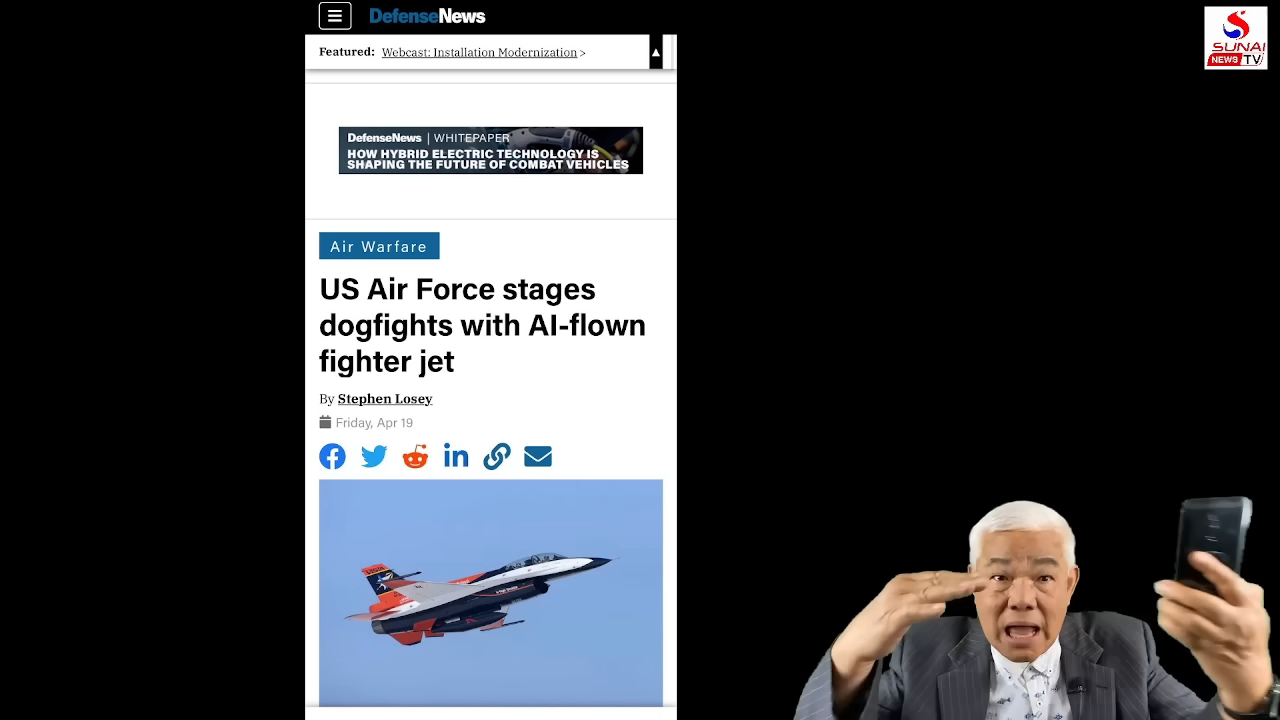 DefenseNews
Featured: Webcast: Installation Modernization >
DefenseNews | WHITEPAPER
HOW HYBRID ELECTRIC TECHNOLOGY IS
SHAPING THE FUTURE OF COMBAT VEHICLES
Air Warfare
US Air Force stages
dogfights with AI-flown
fighter jet
By Stephen Losey
Friday, Apr 19
SUNAI
NEWS TV